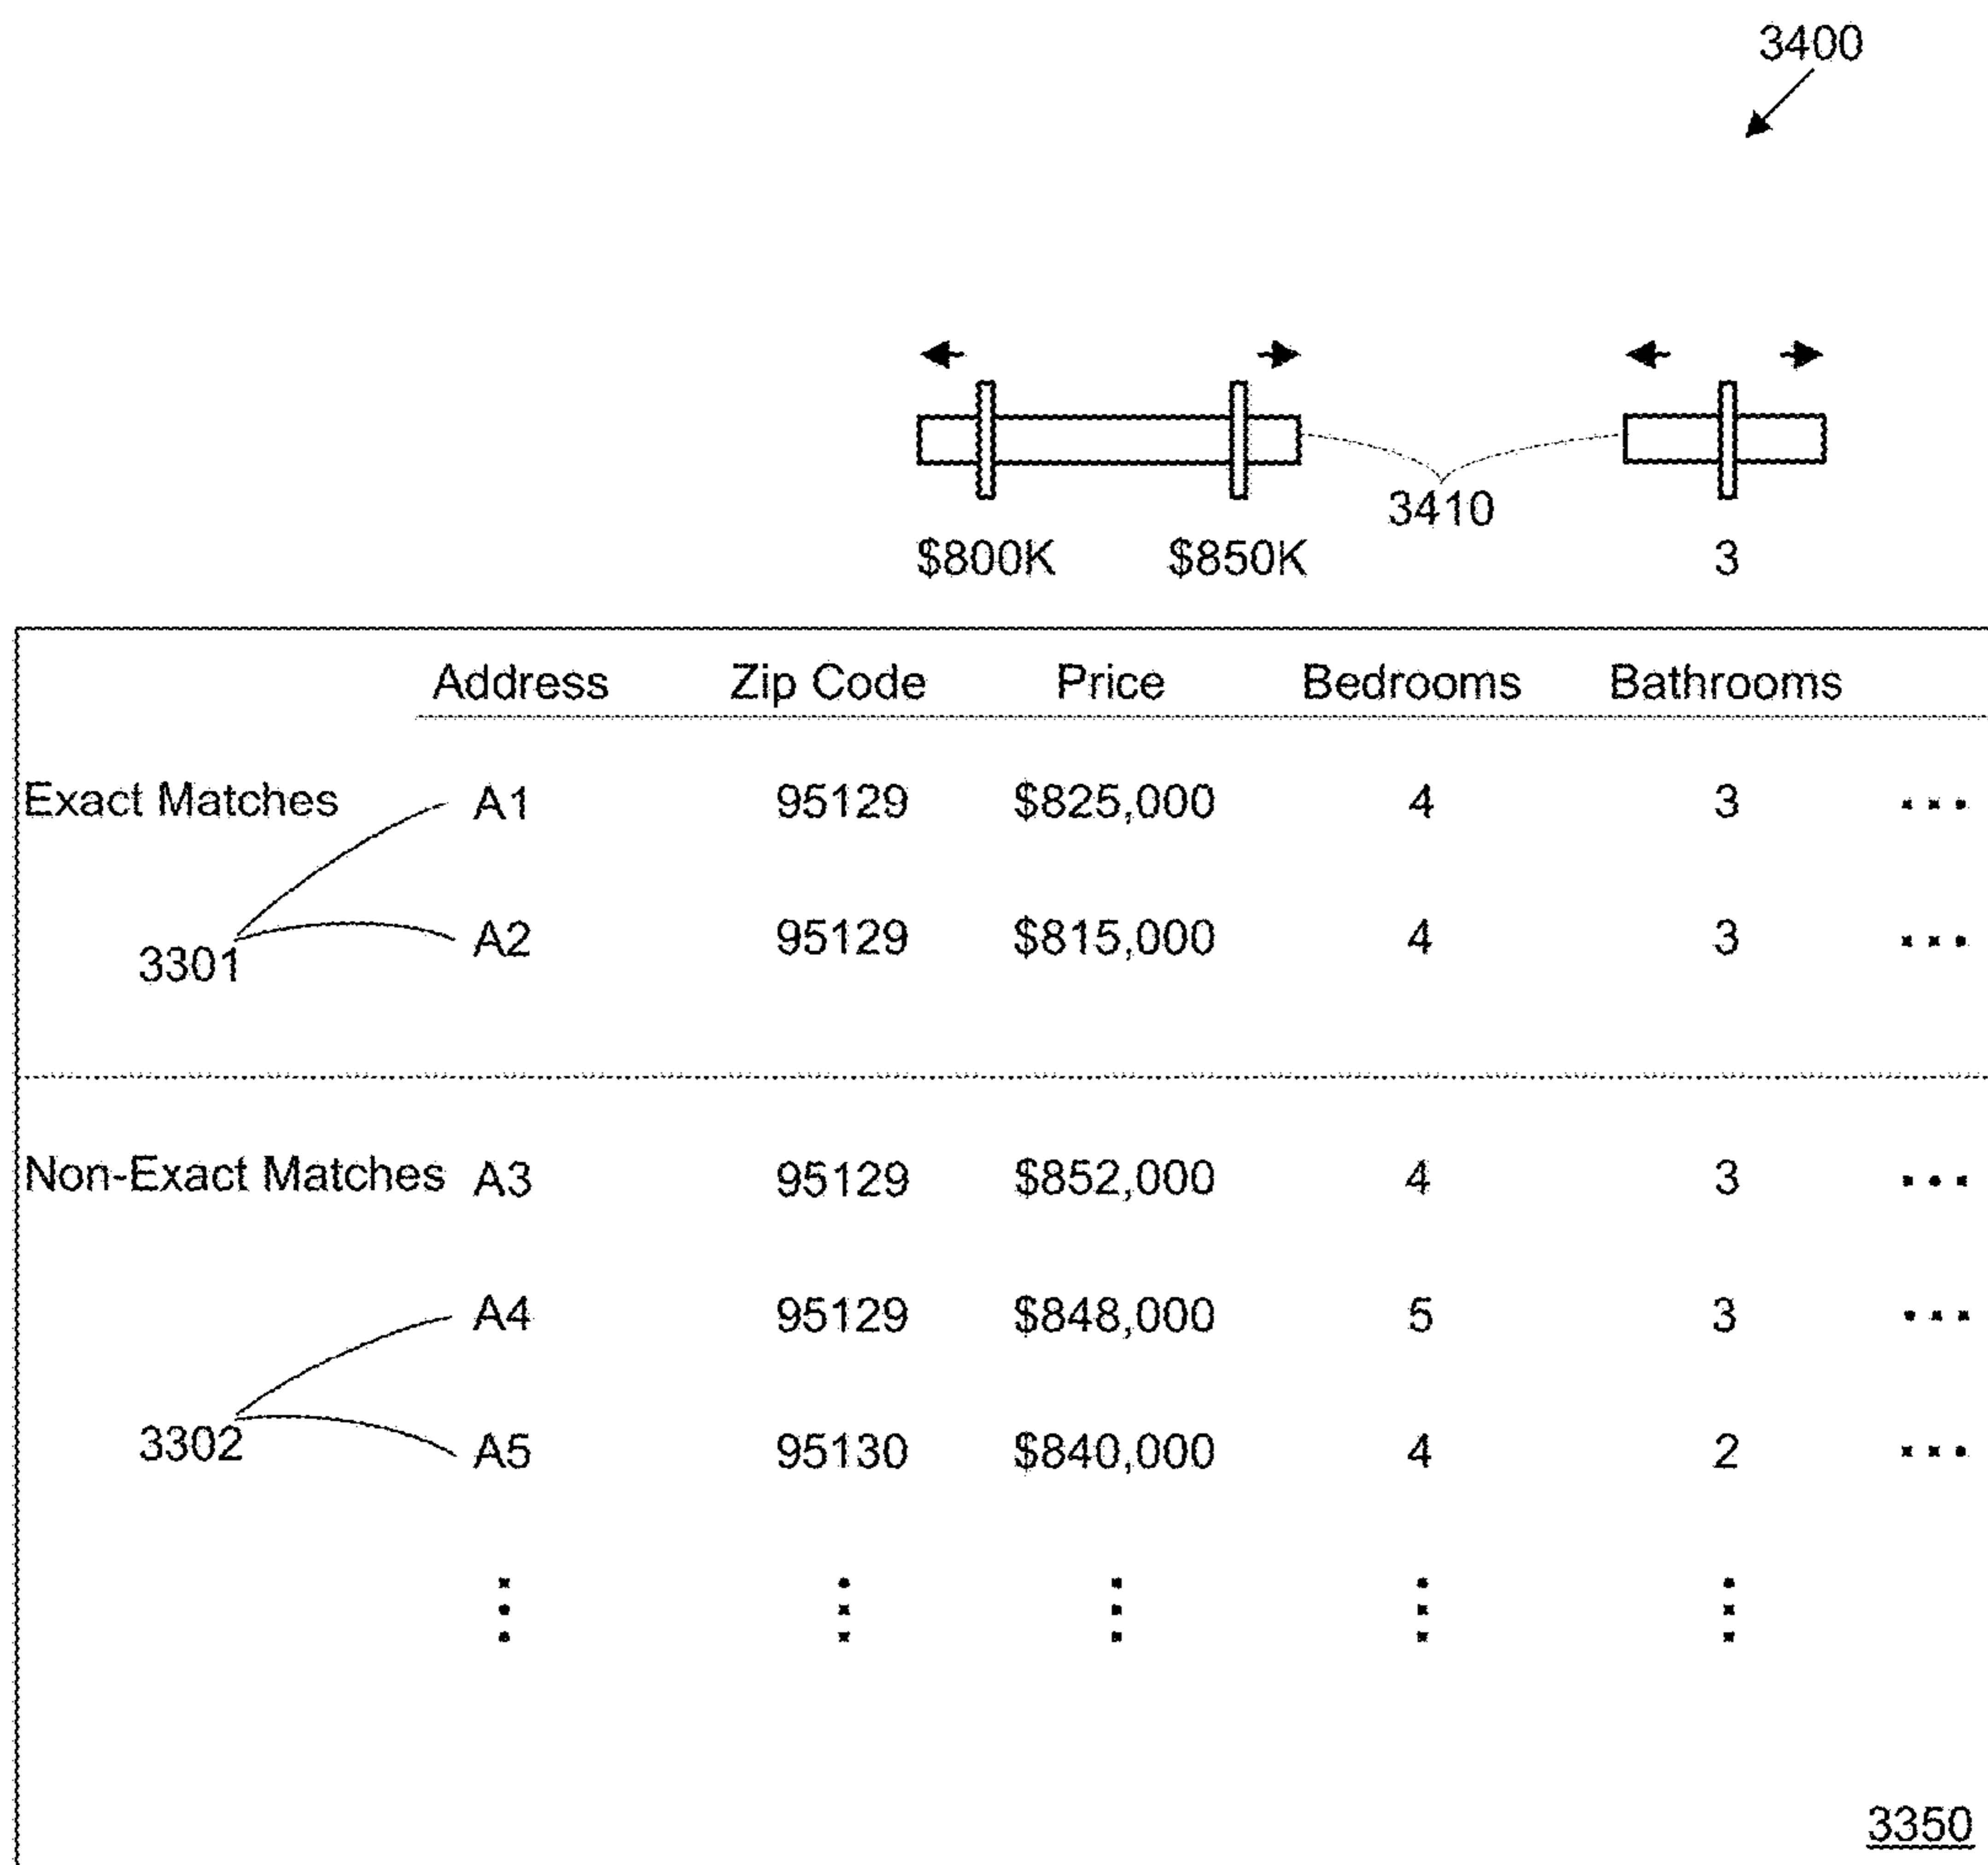 3400
3410
$800K $850K 3
Address Zip Code Price Bedrooms Bathrooms
Exact Matches A1 95129 $825,000 4 3 ...
A2 95129 $815,000 4 3 ...
3301
Non-Exact Matches A3 95129 $852,000 4 3 ...
A4 95129 $848,000 5 3 ...
3302 A5 95130 $840,000 4 2 ...
3350